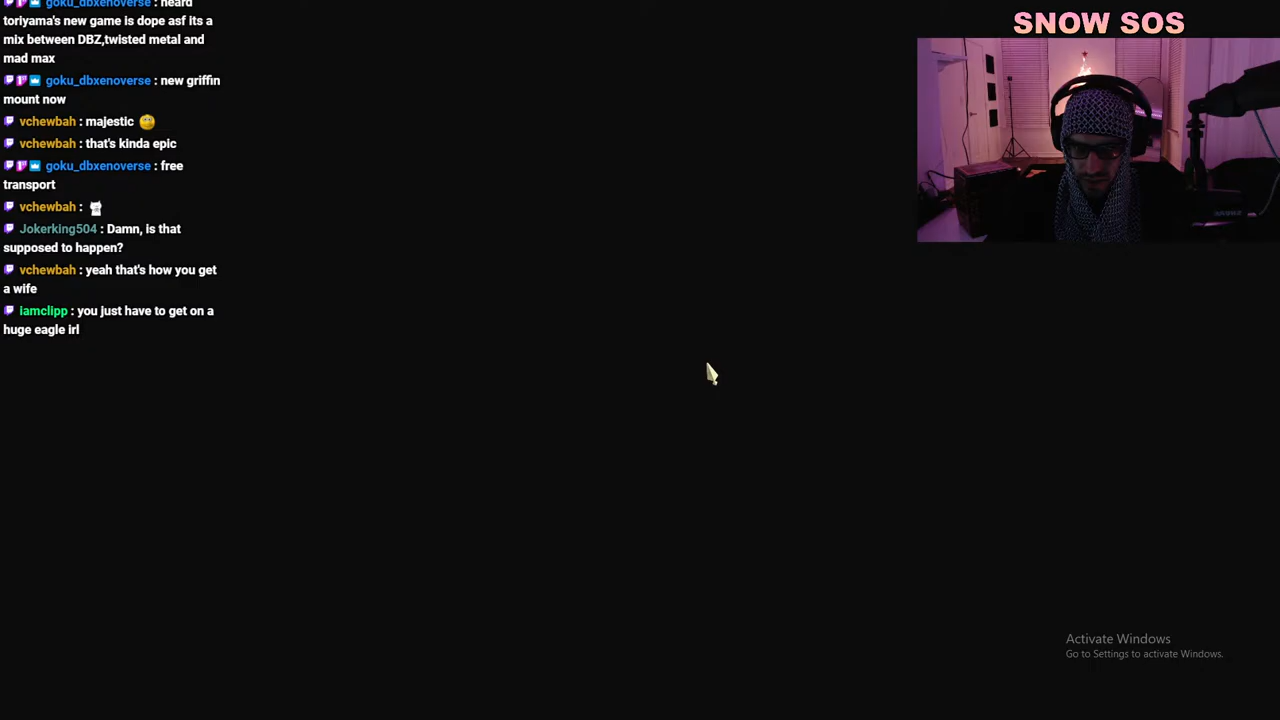 goku_dbxenoverse : heard
toriyama's new game is dope asf its a
mix between DBZ,twisted metal and
mad max
goku_dbxenoverse : new griffin
mount now
vchewbah : majestic
vchewbah : that's kinda epic
goku_dbxenoverse : free
transport
vchewbah :
Jokerking504 : Damn, is that
supposed to happen?
vchewbah : yeah that's how you get
a wife
iamclipp : you just have to get on a
huge eagle irl
SNOW SOS
Activate Windows
Go to Settings to activate Windows.